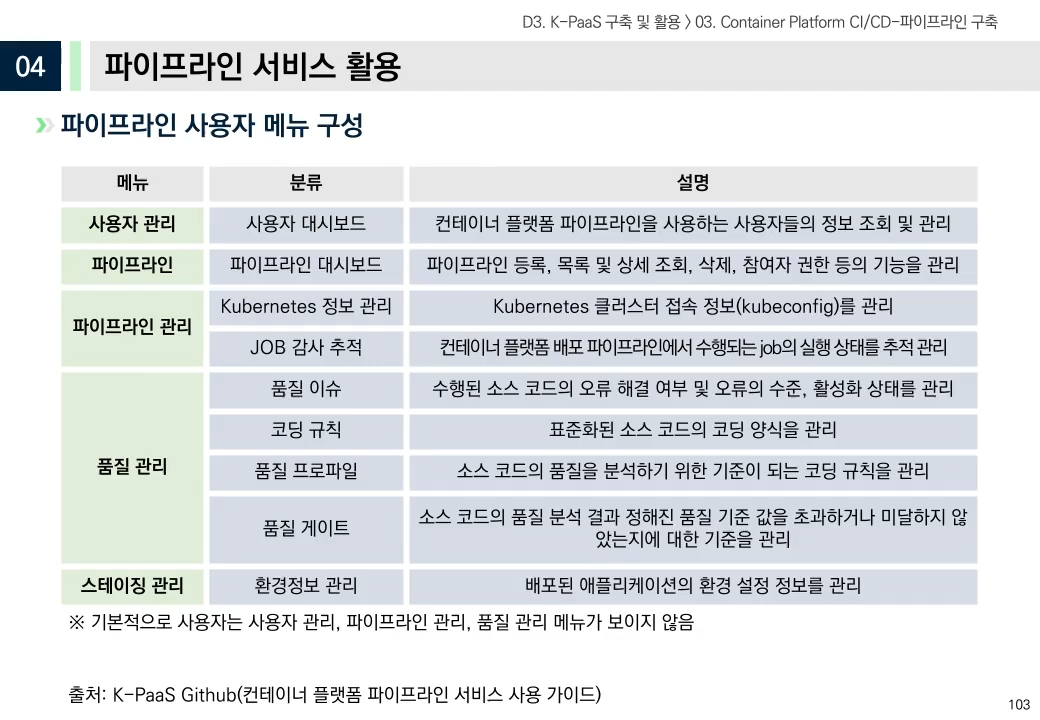 D3. K-PaaS 구축 및 활용 > 03. Container Platform CI/CD-파이프라인 구축
04
파이프라인 서비스 활용
파이프라인 사용자 메뉴 구성
메뉴 분류 설명
사용자 관리 사용자 대시보드 컨테이너 플랫폼 파이프라인을 사용하는 사용자들의 정보 조회 및 관리
파이프라인 파이프라인 대시보드 파이프라인 등록, 목록 및 상세 조회, 삭제, 참여자 권한 등의 기능을 관리
파이프라인 관리
Kubernetes 정보 관리 Kubernetes 클러스터 접속 정보(kubeconfig)를 관리
JOB 감사 추적 컨테이너 플랫폼 배포 파이프라인에서 수행되는 job의 실행 상태를 추적 관리
품질 관리
품질 이슈 수행된 소스 코드의 오류 해결 여부 및 오류의 수준, 활성화 상태를 관리
코딩 규칙 표준화된 소스 코드의 코딩 양식을 관리
품질 프로파일 소스 코드의 품질을 분석하기 위한 기준이 되는 코딩 규칙을 관리
품질 게이트 소스 코드의 품질 분석 결과 정해진 품질 기준 값을 초과하거나 미달하지 않
았는지에 대한 기준을 관리
스테이징 관리 환경정보 관리 배포된 애플리케이션의 환경 설정 정보를 관리
※ 기본적으로 사용자는 사용자 관리, 파이프라인 관리, 품질 관리 메뉴가 보이지 않음
출처: K-PaaS Github(컨테이너 플랫폼 파이프라인 서비스 사용 가이드)
103